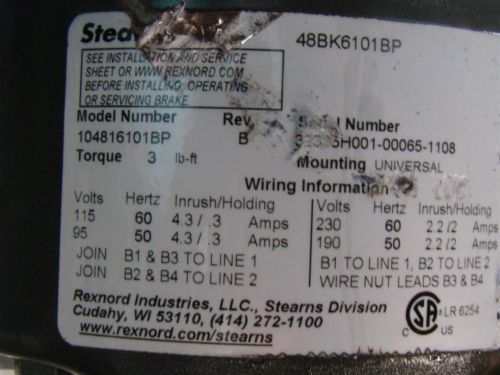 48BK6101BP
SEE INSTALLATION AND SERVICE
SHEET OR WWW.REXNORD.COM
BEFORE INSTALLING, OPERATING
OR SERVICING BRAKE
Model Number Rev. Serial Number
104816101BP B
Torque 3 lb-ft Mounting UNIVERSAL
Wiring Information
Volts Hertz Inrush/Holding
115 60 4.3/ .3 Amps
95 50 4.3/ .3 Amps
JOIN B1 & B3 TO LINE 1
JOIN B2 & B4 TO LINE 2
Volts Hertz Inrush/Holding
230 60 2.2/2 Amps
190 50 2.2/2 Amps
B1 TO LINE 1, B2 TO LINE 2
WIRE NUT LEADS B3 & B4
Rexnord Industries, LLC., Stearns Division
Cudahy, WI 53110, (414) 272-1100
www.rexnord.com/stearns
C SA US LR 6254